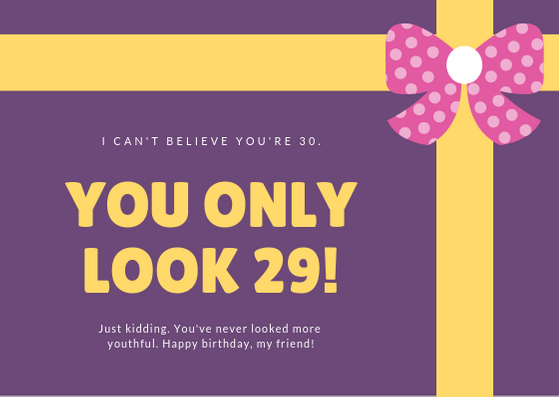 I CAN'T BELIEVE YOU'RE 30.
YOU ONLY
LOOK 29!
Just kidding. You've never looked more
youthful. Happy birthday, my friend!